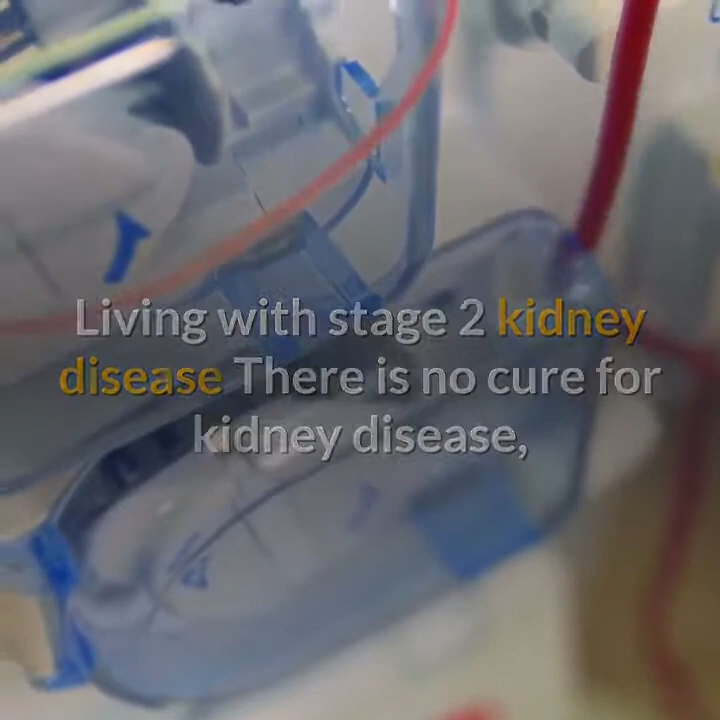 Living with stage 2 kidney
disease There is no cure for
kidney disease,